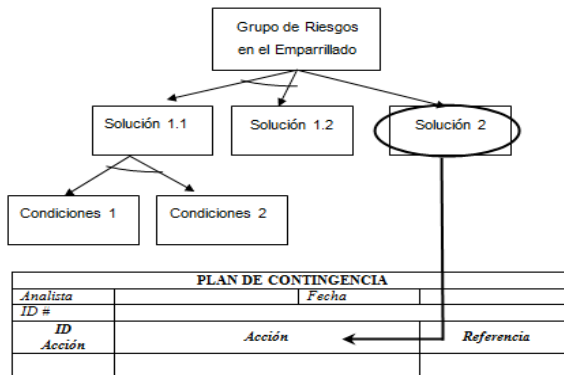 Grupo de Riesgos
en el Emparrillado
Solución 1.1
Solución 1.2
Solución 2
Condiciones 1
Condiciones 2
PLAN DE CONTINGENCIA
Analista
Fecha
ID #
ID
Acción
Acción
Referencia